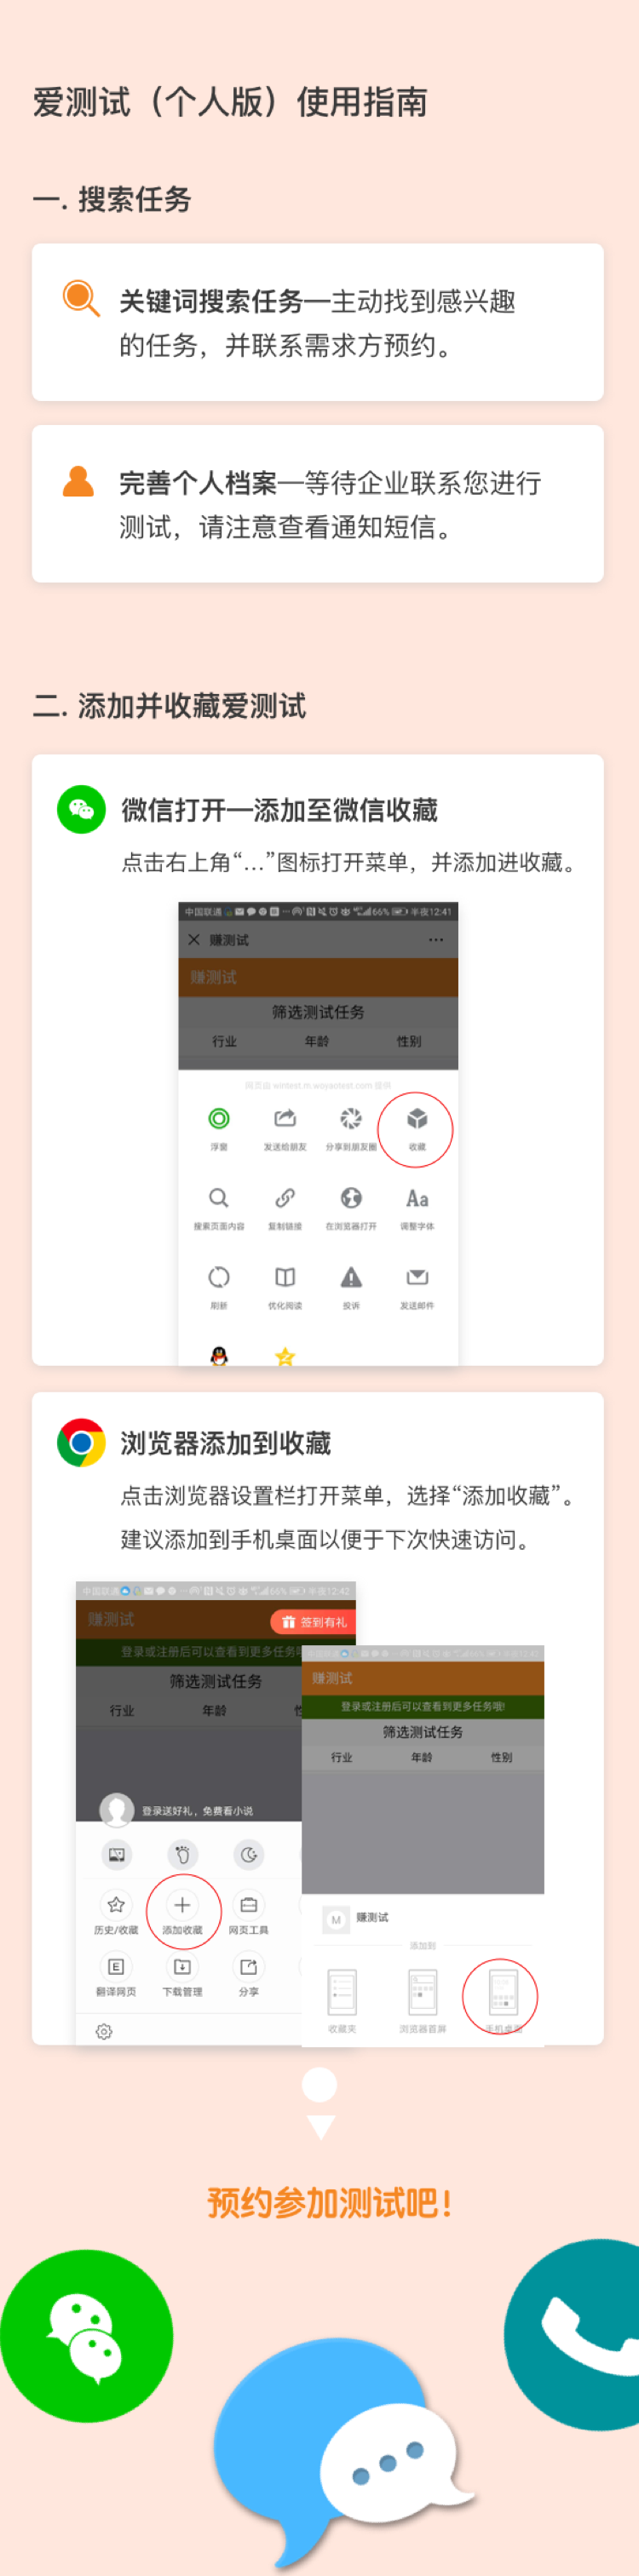 爱测试（个人版）使用指南
一. 搜索任务
关键词搜索任务—主动找到感兴趣
的任务，并联系需求方预约。
完善个人档案—等待企业联系您进行
测试，请注意查看通知短信。
二. 添加并收藏爱测试
微信打开—添加至微信收藏
点击右上角“...”图标打开菜单，并添加进收藏。
中国联通 66% 半夜12:41
赚测试
赚测试
筛选测试任务
行业 年龄 性别
网页由 wintest.m.woyaotest.com 提供
浮窗 发送给朋友 分享到朋友圈 收藏
搜索页面内容 复制链接 在浏览器打开 调整字体
刷新 优化阅读 投诉 发送邮件
浏览器添加到收藏
点击浏览器设置栏打开菜单，选择“添加收藏”。
建议添加到手机桌面以便于下次快速访问。
中国联通 66% 半夜12:42
赚测试 签到有礼
登录或注册后可以查看到更多任务
筛选测试任务
行业 年龄
登录送好礼，免费看小说
历史/收藏 添加收藏 网页工具
翻译网页 下载管理 分享
赚测试
登录或注册后可以查看到更多任务哦!
筛选测试任务
行业 年龄 性别
M 赚测试
添加到
收藏夹 浏览器首屏 手机桌面
预约参加测试吧!